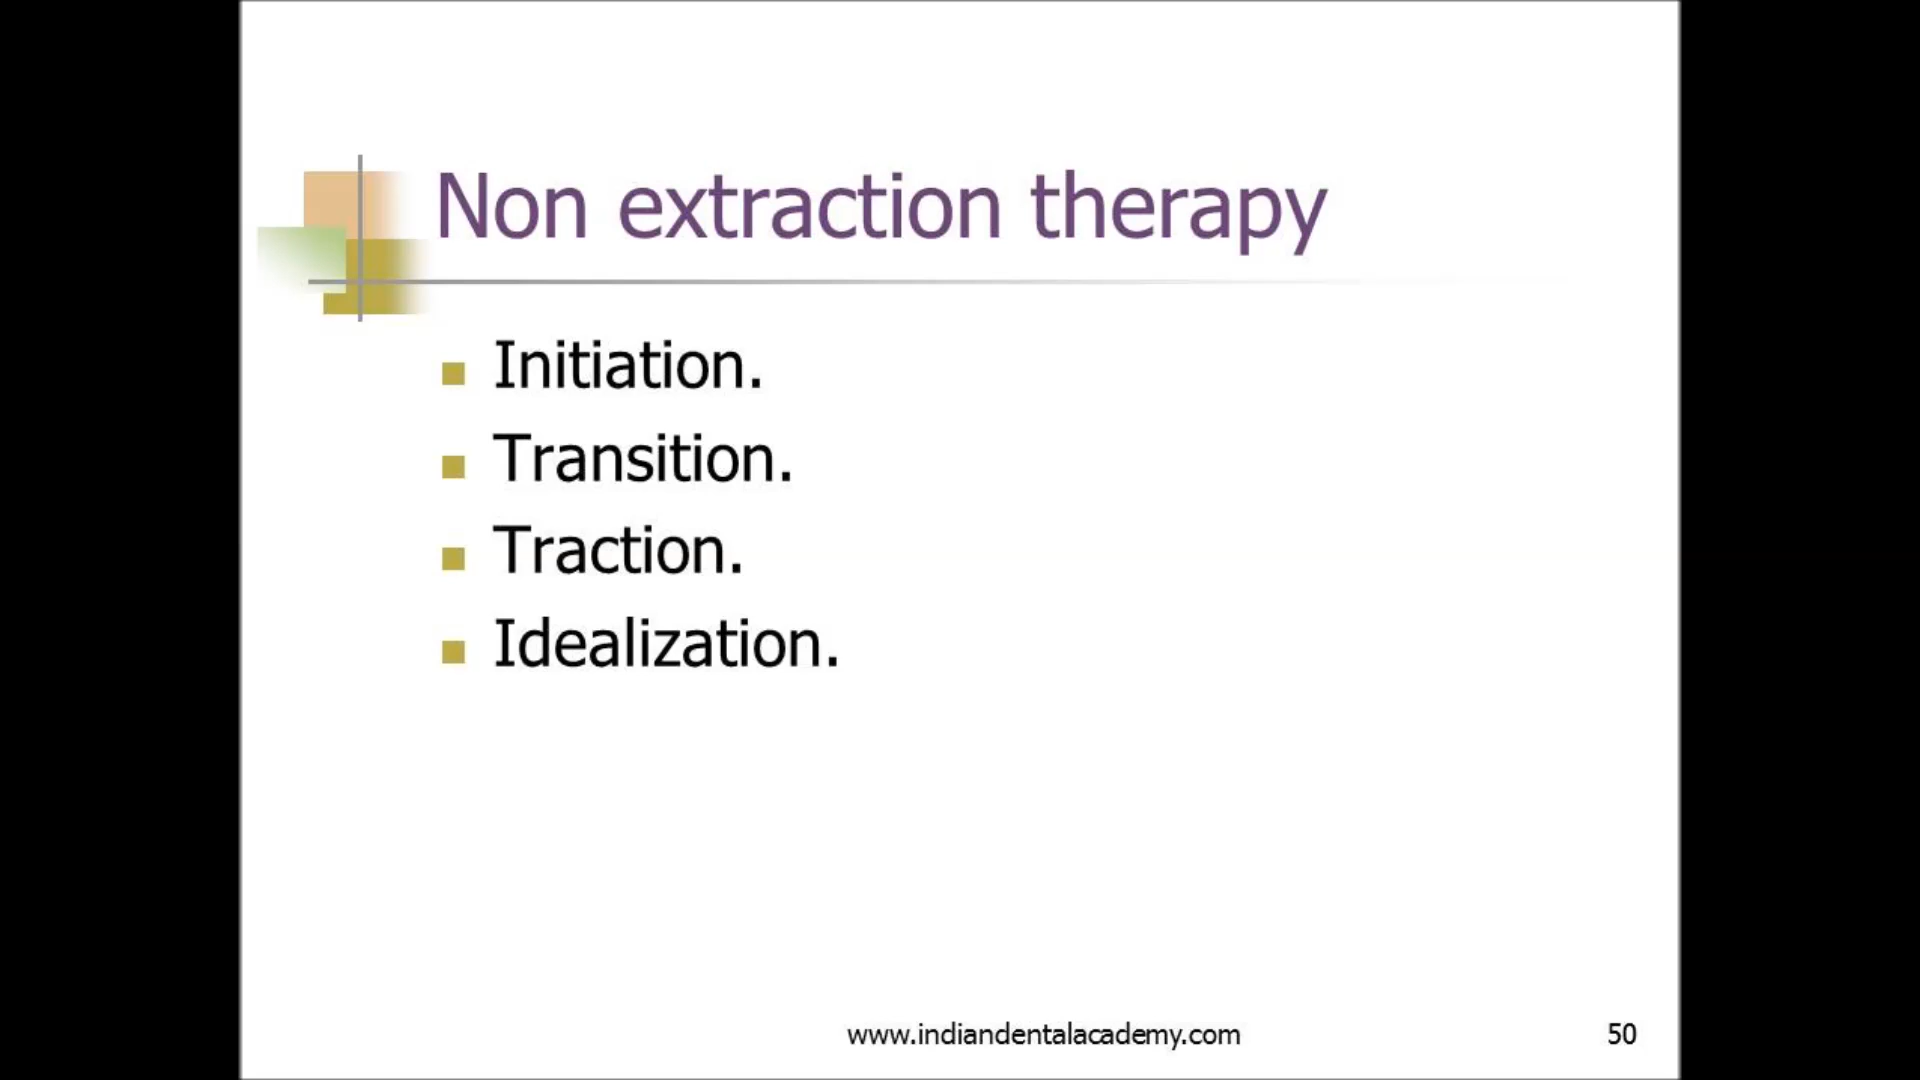 Non extraction therapy
Initiation.
Transition.
Traction.
Idealization.
www.indiandentalacademy.com
50